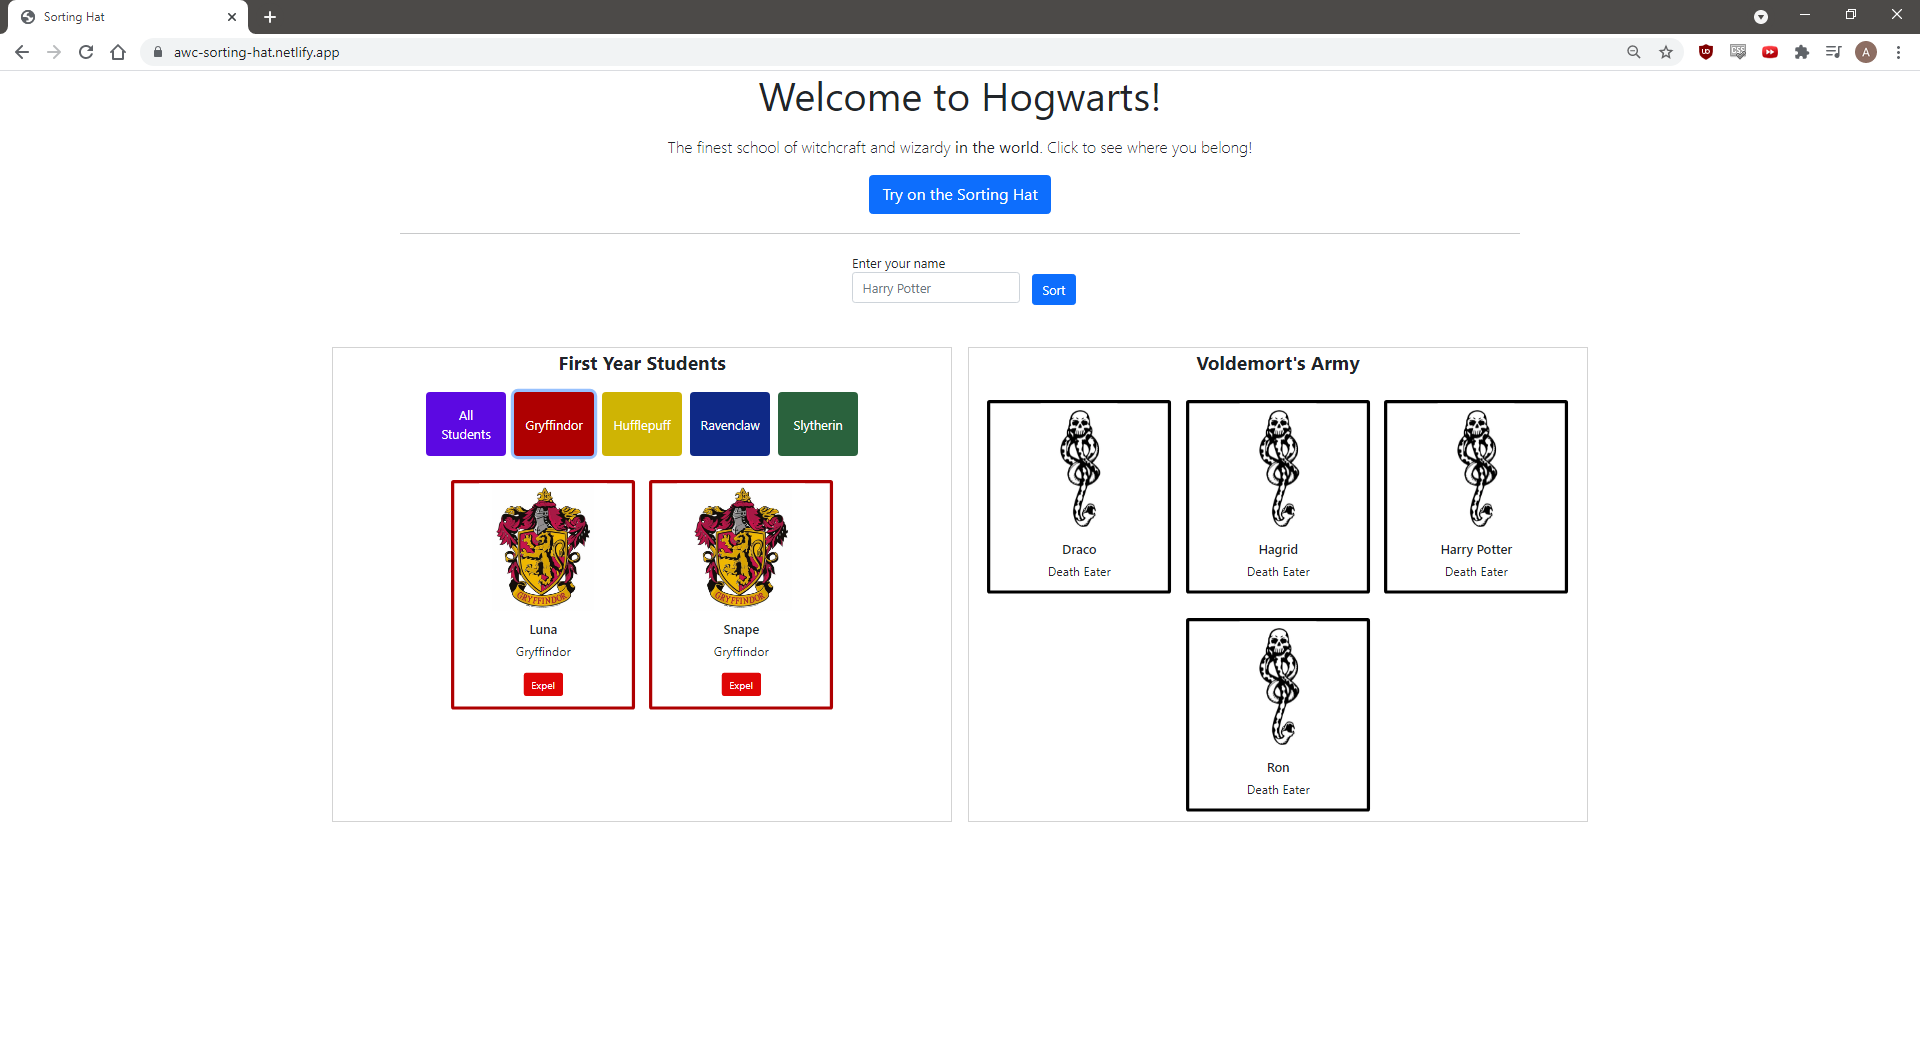 Sorting Hat
awc-sorting-hat.netlify.app
A
Welcome to Hogwarts!
The finest school of witchcraft and wizardy in the world. Click to see where you belong!
Try on the Sorting Hat
Enter your name
Harry Potter
Sort
First Year Students
All
Students
Gryffindor
Hufflepuff
Ravenclaw
Slytherin
GRYFFINDOR
Luna
Gryffindor
Expel
GRYFFINDOR
Snape
Gryffindor
Expel
Voldemort's Army
Draco
Death Eater
Hagrid
Death Eater
Harry Potter
Death Eater
Ron
Death Eater